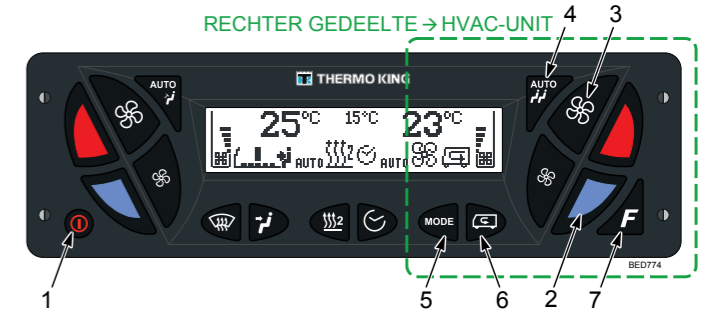 RECHTER GEDEELTE → HVAC-UNIT
4 3
AUTO
THERMO KING
AUTO
25°C 15°C 23°C
AUTO 2 AUTO
2
MODE
F
BED774
1 5 6 2 7